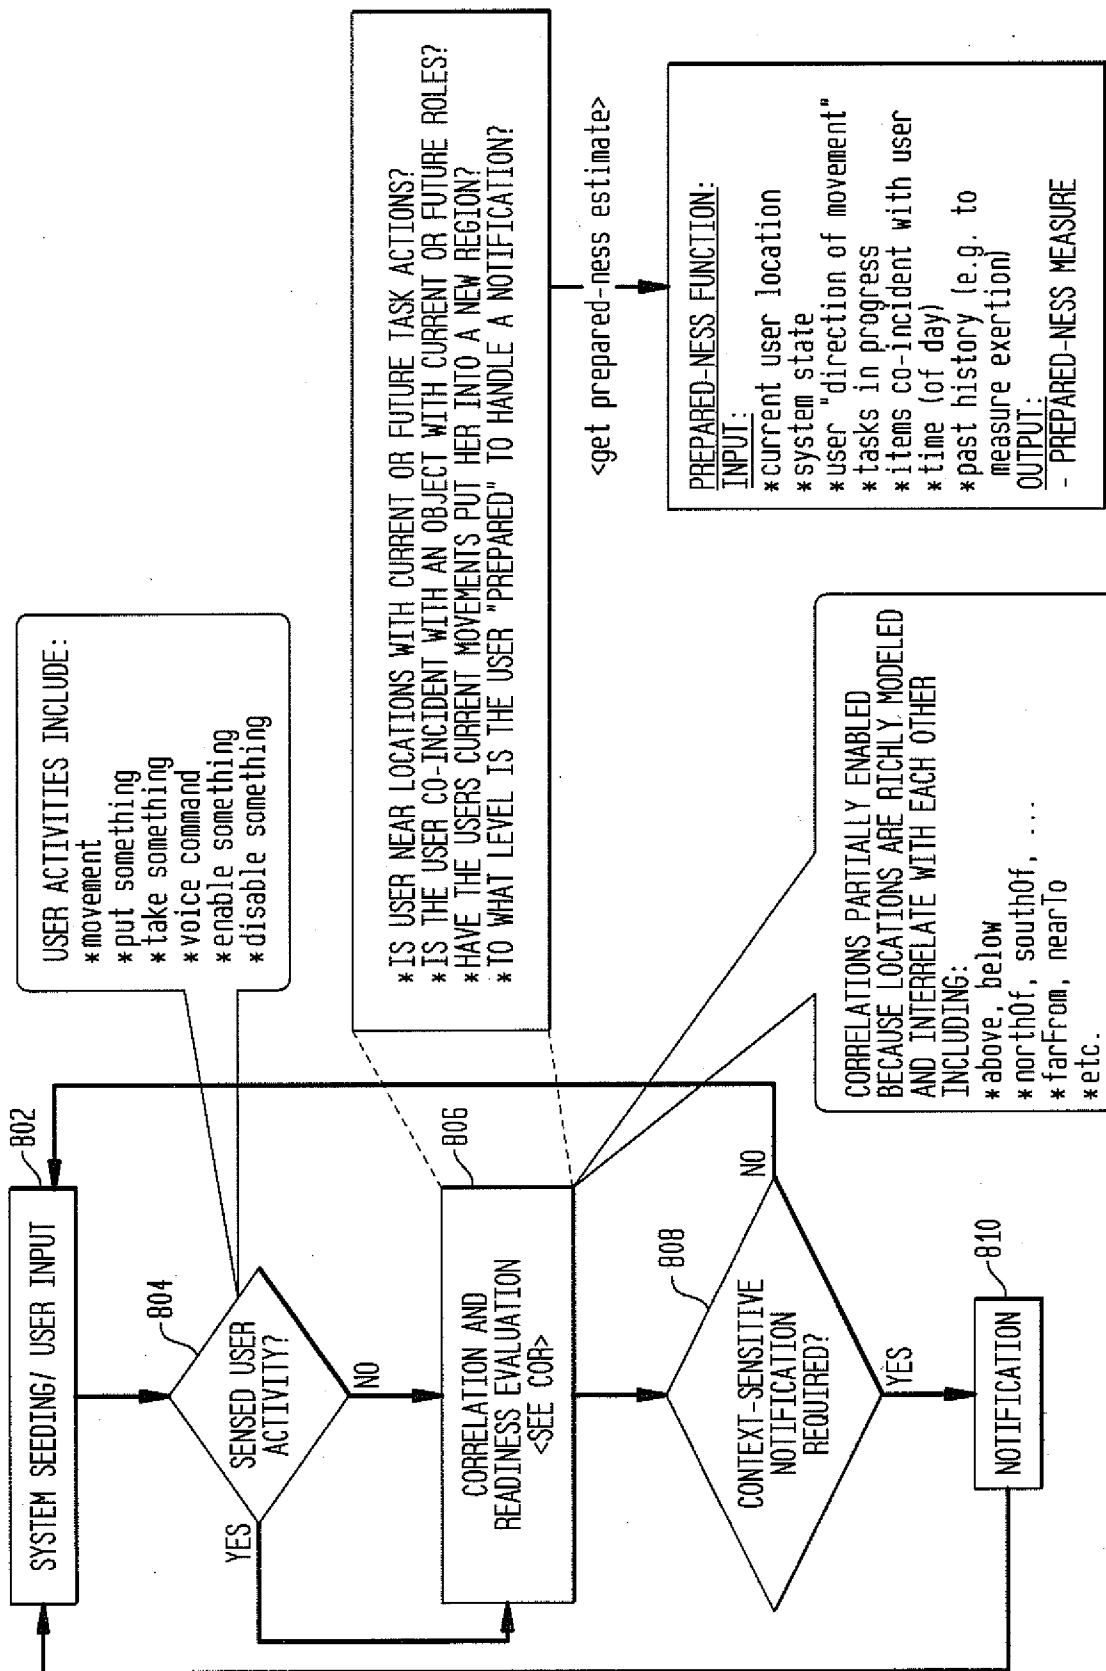 SYSTEM SEEDING/ USER INPUT
802
SENSED USER
ACTIVITY?
804
YES
NO
USER ACTIVITIES INCLUDE:
*movement
*put something
*take something
*voice command
*enable something
*disable something
CORRELATION AND
READINESS EVALUATION
<SEE COR>
806
*IS USER NEAR LOCATIONS WITH CURRENT OR FUTURE TASK ACTIONS?
*IS THE USER CO-INCIDENT WITH AN OBJECT WITH CURRENT OR FUTURE ROLES?
*HAVE THE USERS CURRENT MOVEMENTS PUT HER INTO A NEW REGION?
*TO WHAT LEVEL IS THE USER "PREPARED" TO HANDLE A NOTIFICATION?
<get prepared-ness estimate>
PREPARED-NESS FUNCTION:
INPUT:
*current user location
*system state
*user "direction of movement"
*tasks in progress
*items co-incident with user
*time (of day)
*past history (e.g. to
measure exertion)
OUTPUT:
- PREPARED-NESS MEASURE
CORRELATIONS PARTIALLY ENABLED
BECAUSE LOCATIONS ARE RICHLY MODELED
AND INTERRELATE WITH EACH OTHER
INCLUDING:
*above, below
*northOf, southOf, ...
*farFrom, nearTo
*etc.
CONTEXT-SENSITIVE
NOTIFICATION
REQUIRED?
808
NO
YES
NOTIFICATION
810